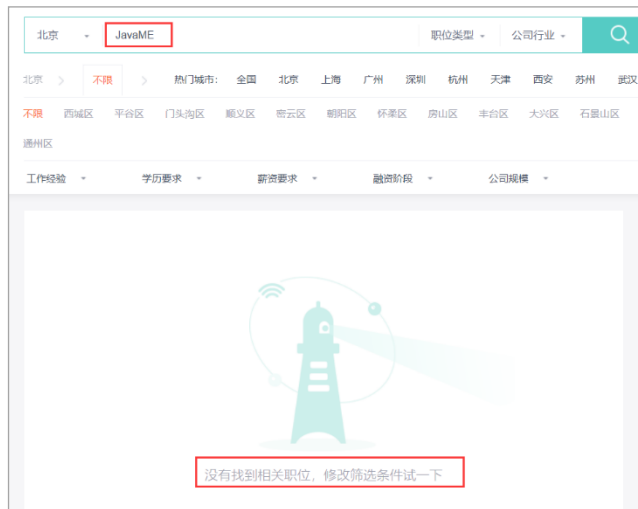 北京 JavaME 职位类型 公司行业
北京 > 不限 > 热门城市: 全国 北京 上海 广州 深圳 杭州 天津 西安 苏州 武汉
不限 西城区 平谷区 门头沟区 顺义区 密云区 朝阳区 怀柔区 房山区 丰台区 大兴区 石景山区
通州区
工作经验 学历要求 薪资要求 融资阶段 公司规模
没有找到相关职位，修改筛选条件试一下